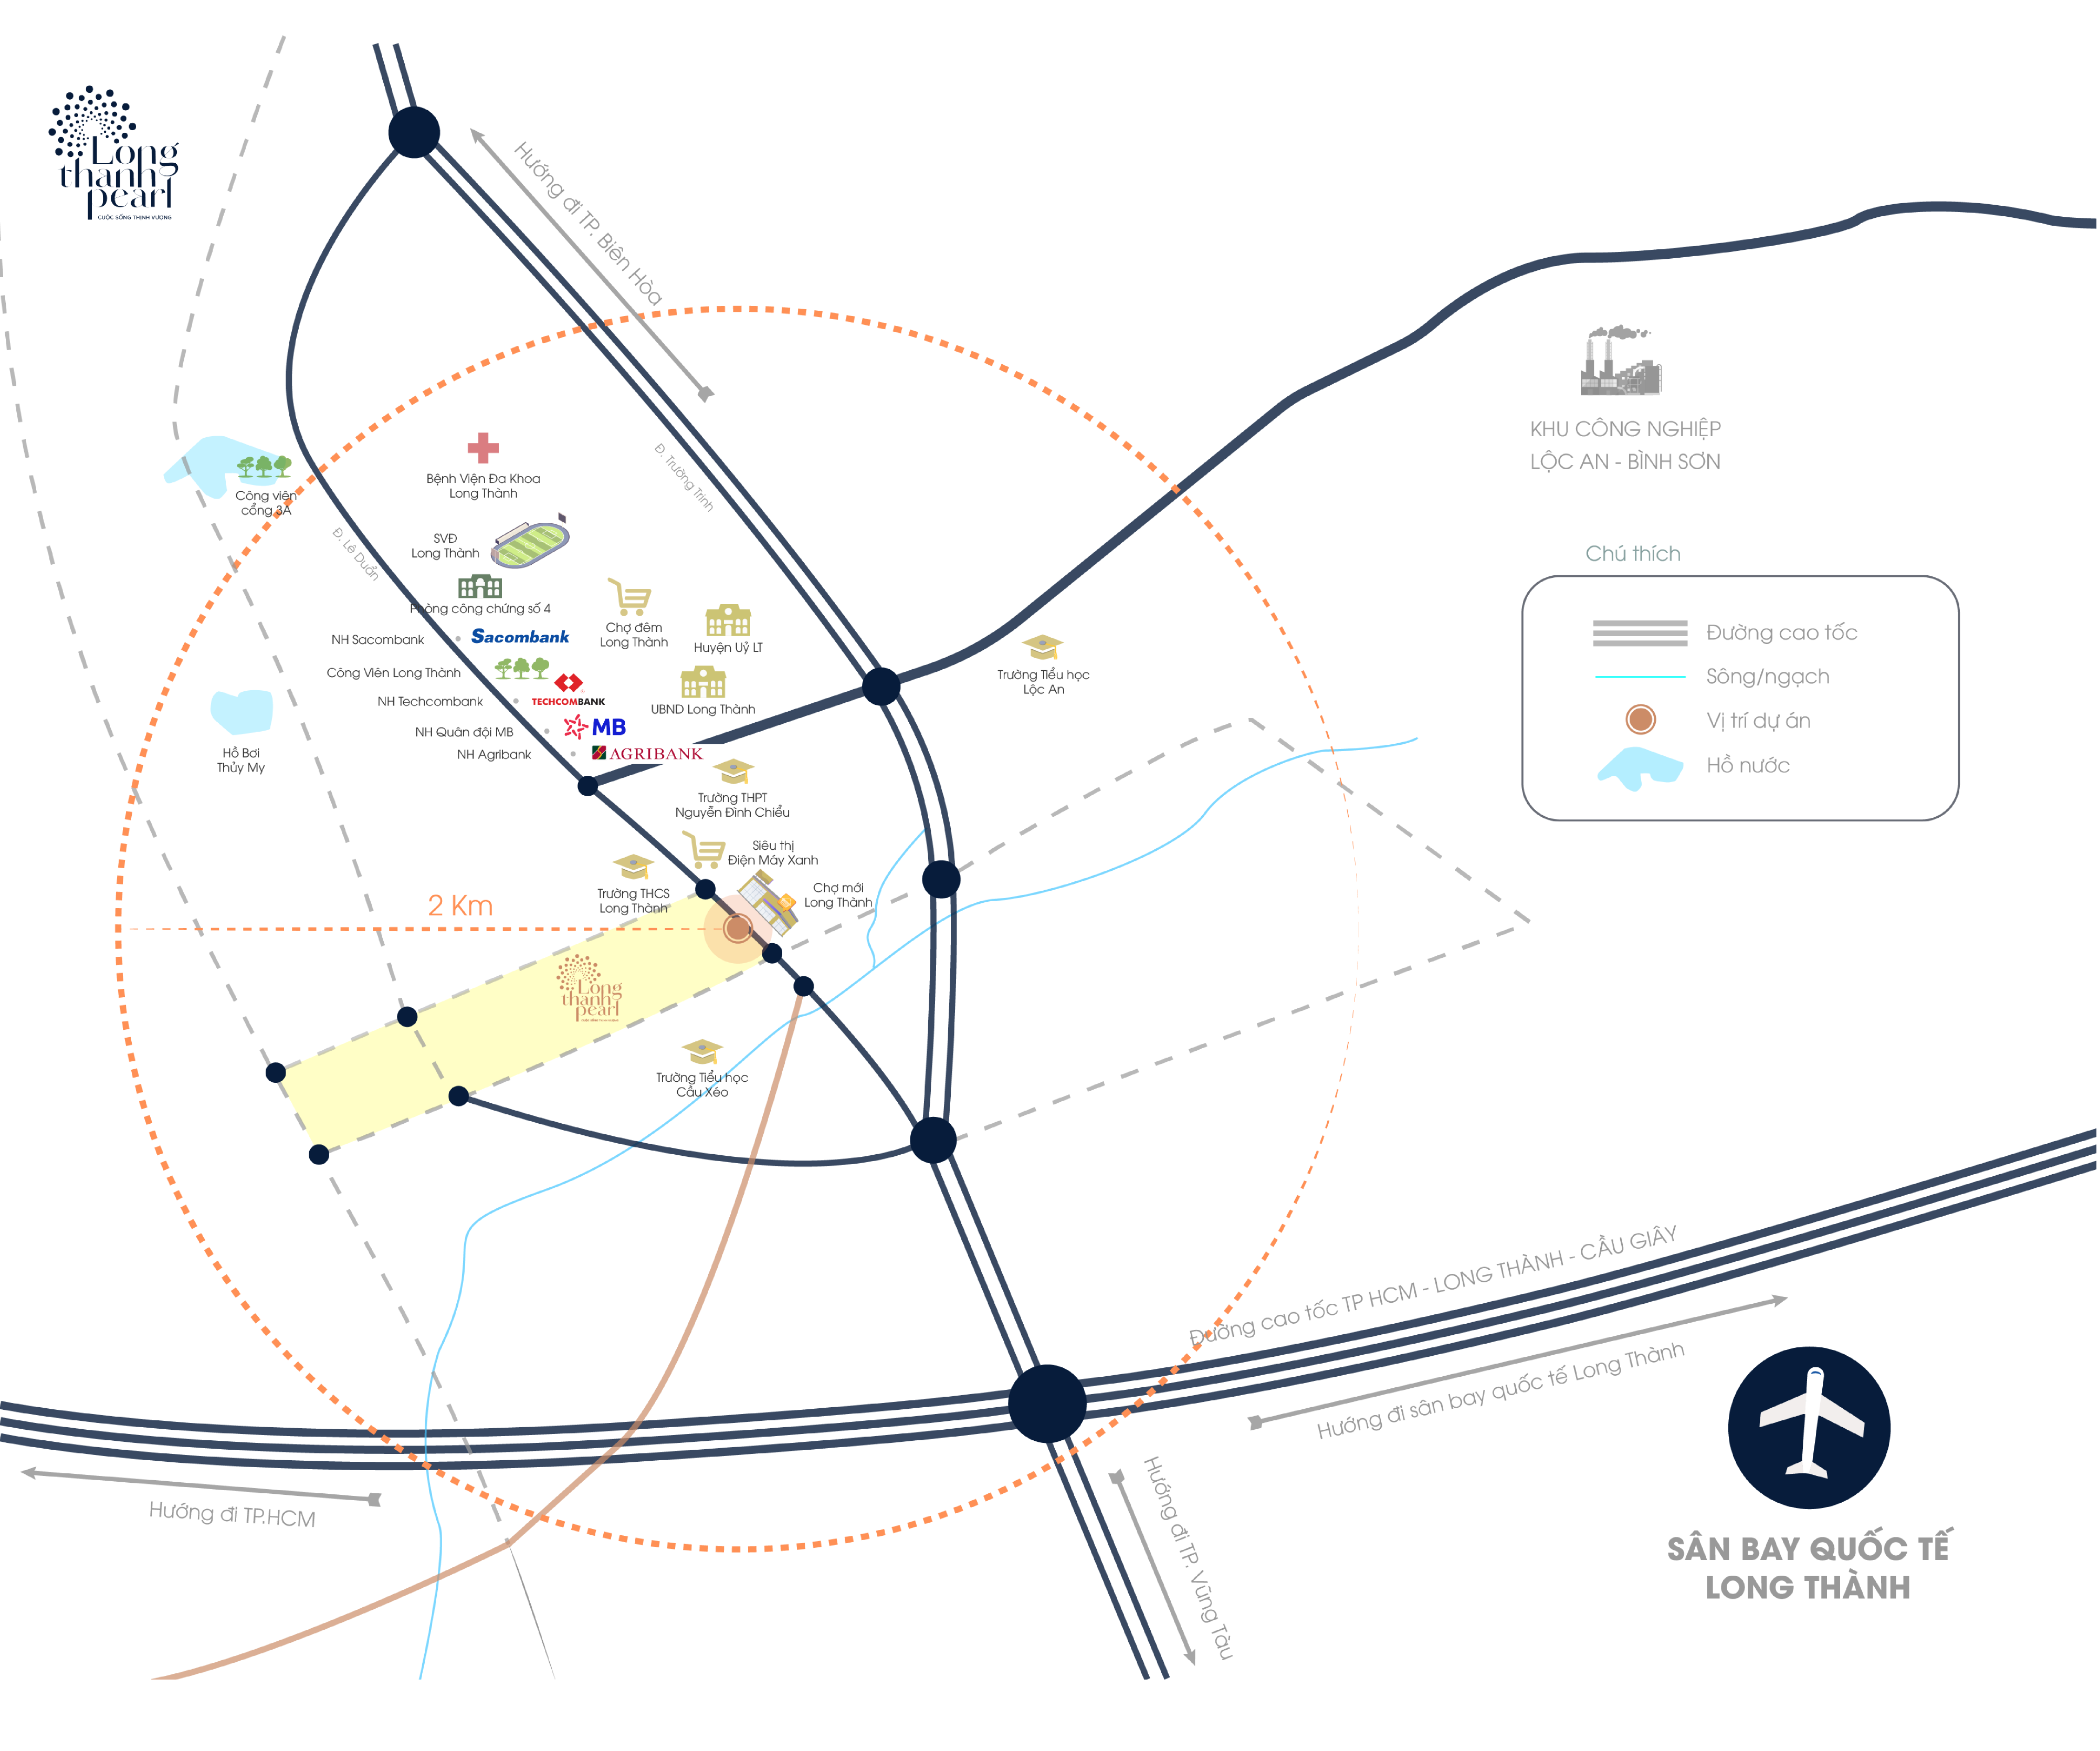 Long
thanh
pearl
CUỘC SỐNG THỊNH VƯỢNG
Hướng đi TP. Biên Hòa
Đ. Trường Trinh
Đ. Lê Duẩn
KHU CÔNG NGHIỆP
LỘC AN - BÌNH SƠN
Công viên
cổng 3A
Bệnh Viện Đa Khoa
Long Thành
SVĐ
Long Thành
Phòng công chứng số 4
Chợ đêm
Long Thành
Huyện Uỷ LT
NH Sacombank
Sacombank
Công Viên Long Thành
NH Techcombank
TECHCOMBANK
UBND Long Thành
NH Quân đội MB
MB
NH Agribank
AGRIBANK
Trường Tiểu học
Lộc An
Hồ Bơi
Thủy My
Trường THPT
Nguyễn Đình Chiểu
Siêu thị
Điện Máy Xanh
Trường THCS
Long Thành
Chợ mới
Long Thành
2 Km
Long
thanh
pearl
Trường Tiểu học
Cầu Xéo
Chú thích
Đường cao tốc
Sông/ngạch
Vị trí dự án
Hồ nước
Đường cao tốc TP HCM - LONG THÀNH - CẦU GIÂY
Hướng đi sân bay quốc tế Long Thành
Hướng đi TP.HCM
Hướng đi TP. Vũng Tàu
SÂN BAY QUỐC TẾ
LONG THÀNH